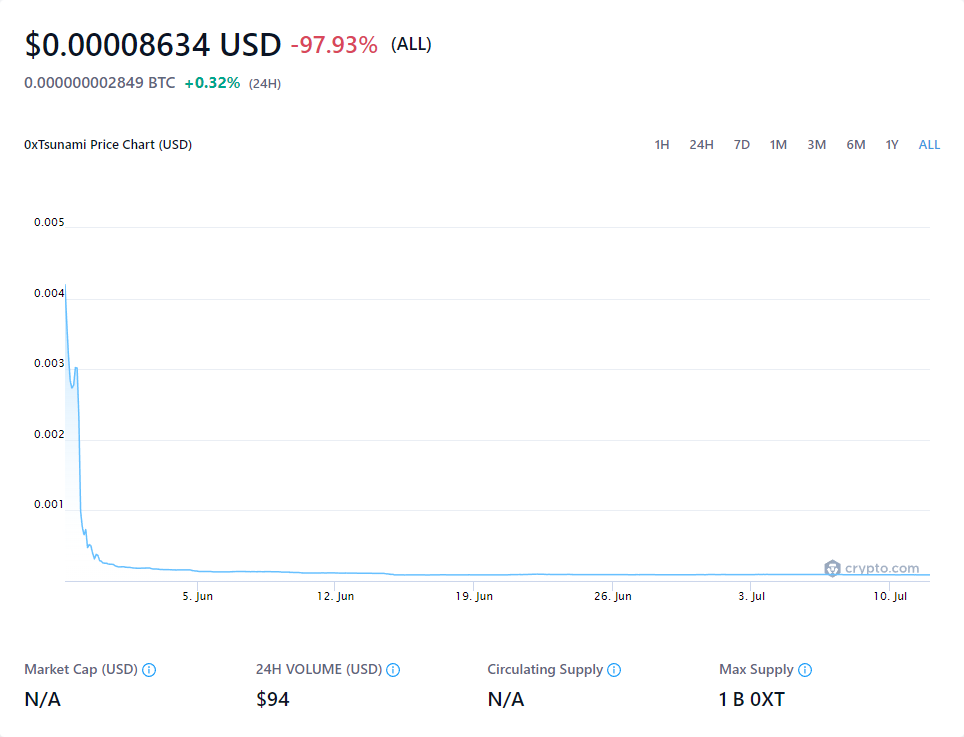 $0.00008634 USD -97.93% (ALL)
0.000000002849 BTC +0.32% (24H)
0xTsunami Price Chart (USD) 1H 24H 7D 1M 3M 6M 1Y ALL
0.005
0.004
0.003
0.002
0.001
crypto.com
5. Jun 12. Jun 19. Jun 26. Jun 3. Jul 10. Jul
Market Cap (USD) 24H VOLUME (USD) Circulating Supply Max Supply
N/A $94 N/A 1 B 0XT